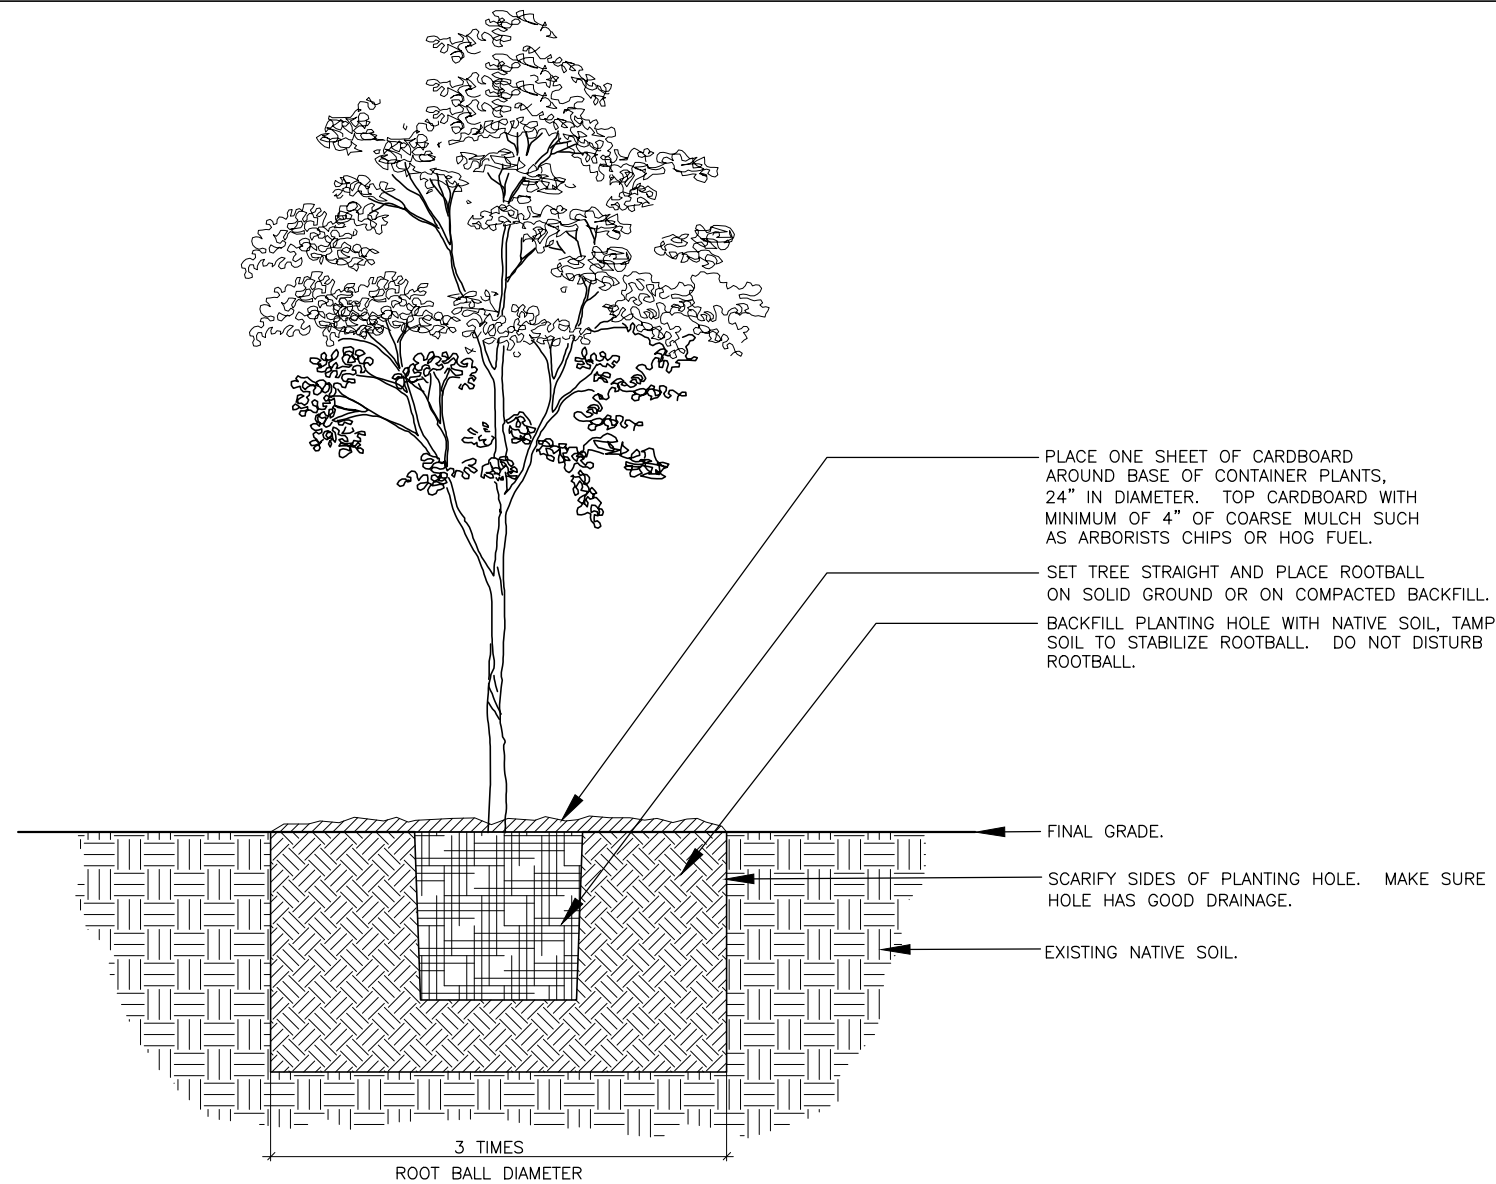 PLACE ONE SHEET OF CARDBOARD
AROUND BASE OF CONTAINER PLANTS,
24" IN DIAMETER. TOP CARDBOARD WITH
MINIMUM OF 4" OF COARSE MULCH SUCH
AS ARBORISTS CHIPS OR HOG FUEL.
SET TREE STRAIGHT AND PLACE ROOTBALL
ON SOLID GROUND OR ON COMPACTED BACKFILL.
BACKFILL PLANTING HOLE WITH NATIVE SOIL, TAMP
SOIL TO STABILIZE ROOTBALL. DO NOT DISTURB
ROOTBALL.
FINAL GRADE.
SCARIFY SIDES OF PLANTING HOLE. MAKE SURE
HOLE HAS GOOD DRAINAGE.
EXISTING NATIVE SOIL.
3 TIMES
ROOT BALL DIAMETER